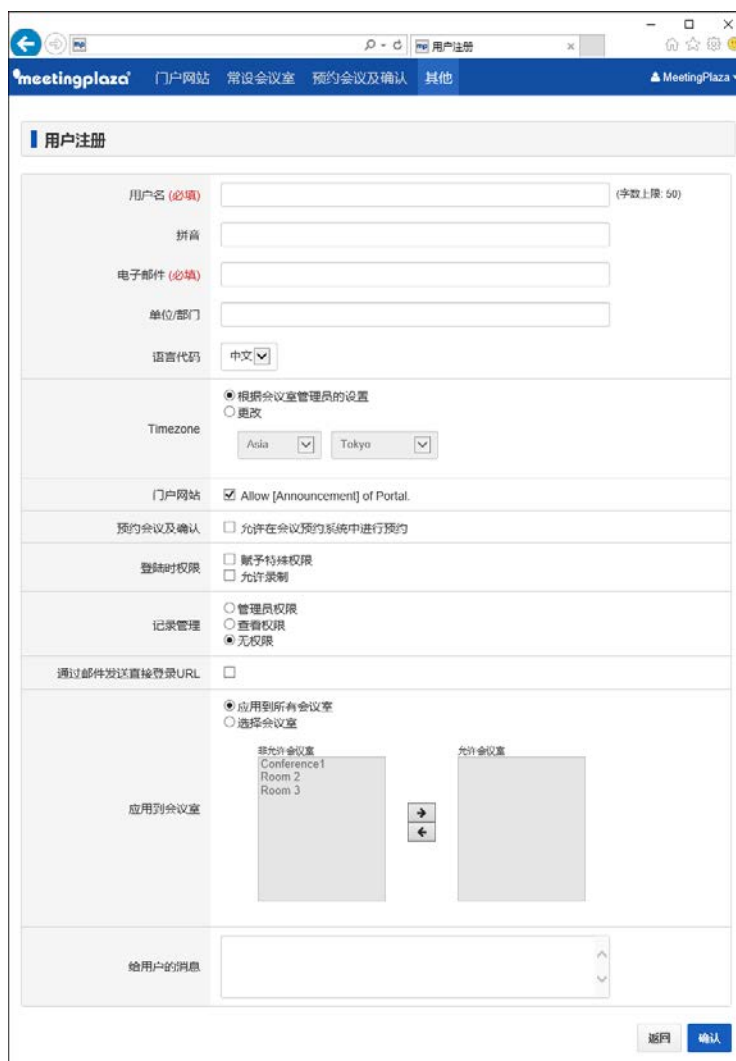 mp 用户注册
meetingplaza 门户网站 常设会议室 预约会议及确认 其他 MeetingPlaza
用户注册
用户名 (必填) (字数上限: 50)
拼音
电子邮件 (必填)
单位/部门
语言代码 中文
Timezone
根据会议室管理员的设置
更改
Asia Tokyo
门户网站 Allow [Announcement] of Portal.
预约会议及确认 允许在会议预约系统中进行预约
登陆时权限
赋予特殊权限
允许录制
记录管理
管理员权限
查看权限
无权限
通过邮件发送直接登录URL
应用到会议室
应用到所有会议室
选择会议室
非允许会议室 允许会议室
Conference1
Room 2
Room 3
给用户的消息
返回 确认